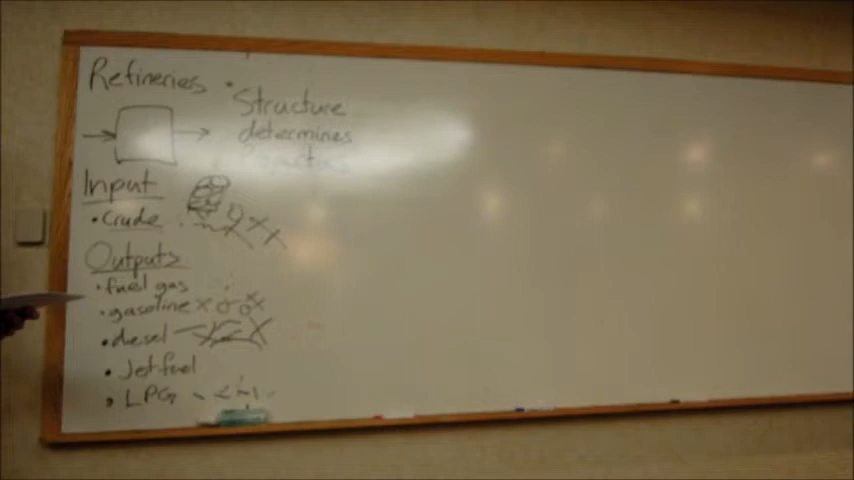 Refineries
• Structure
determines
Input
• Crude
Outputs
• fuel gas
• gasoline
• diesel
• Jet fuel
• LPG